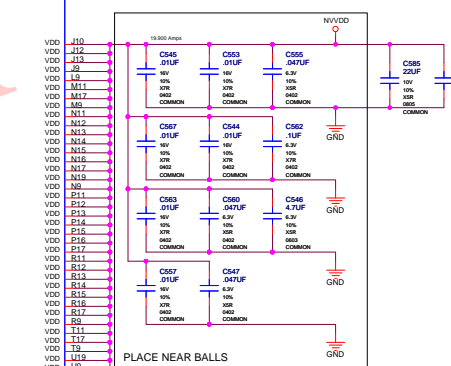 NVVDD
19.900 Amps
VDD J10
VDD J12
VDD J13
VDD J9
VDD L9
VDD M11
VDD M17
VDD M9
VDD N11
VDD N12
VDD N13
VDD N14
VDD N15
VDD N16
VDD N17
VDD N19
VDD N9
VDD P11
VDD P12
VDD P13
VDD P14
VDD P15
VDD P16
VDD P17
VDD R11
VDD R12
VDD R13
VDD R14
VDD R15
VDD R16
VDD R17
VDD R9
VDD T11
VDD T17
VDD T9
VDD U19
VDD U9
C545
.01UF
16V
10%
X7R
0402
COMMON
C553
.01UF
16V
10%
X7R
0402
COMMON
C555
.047UF
6.3V
10%
X5R
0402
COMMON
C585
22UF
10V
10%
X5R
0805
COMMON
GND
C567
.01UF
16V
10%
X7R
0402
COMMON
C544
.01UF
16V
10%
X7R
0402
COMMON
C562
.1UF
6.3V
10%
X5R
0402
COMMON
GND
C563
.01UF
16V
10%
X7R
0402
COMMON
C560
.047UF
6.3V
10%
X5R
0402
COMMON
C546
4.7UF
6.3V
10%
X5R
0603
COMMON
GND
C557
.01UF
16V
10%
X7R
0402
COMMON
C547
.047UF
6.3V
10%
X5R
0402
COMMON
GND
PLACE NEAR BALLS